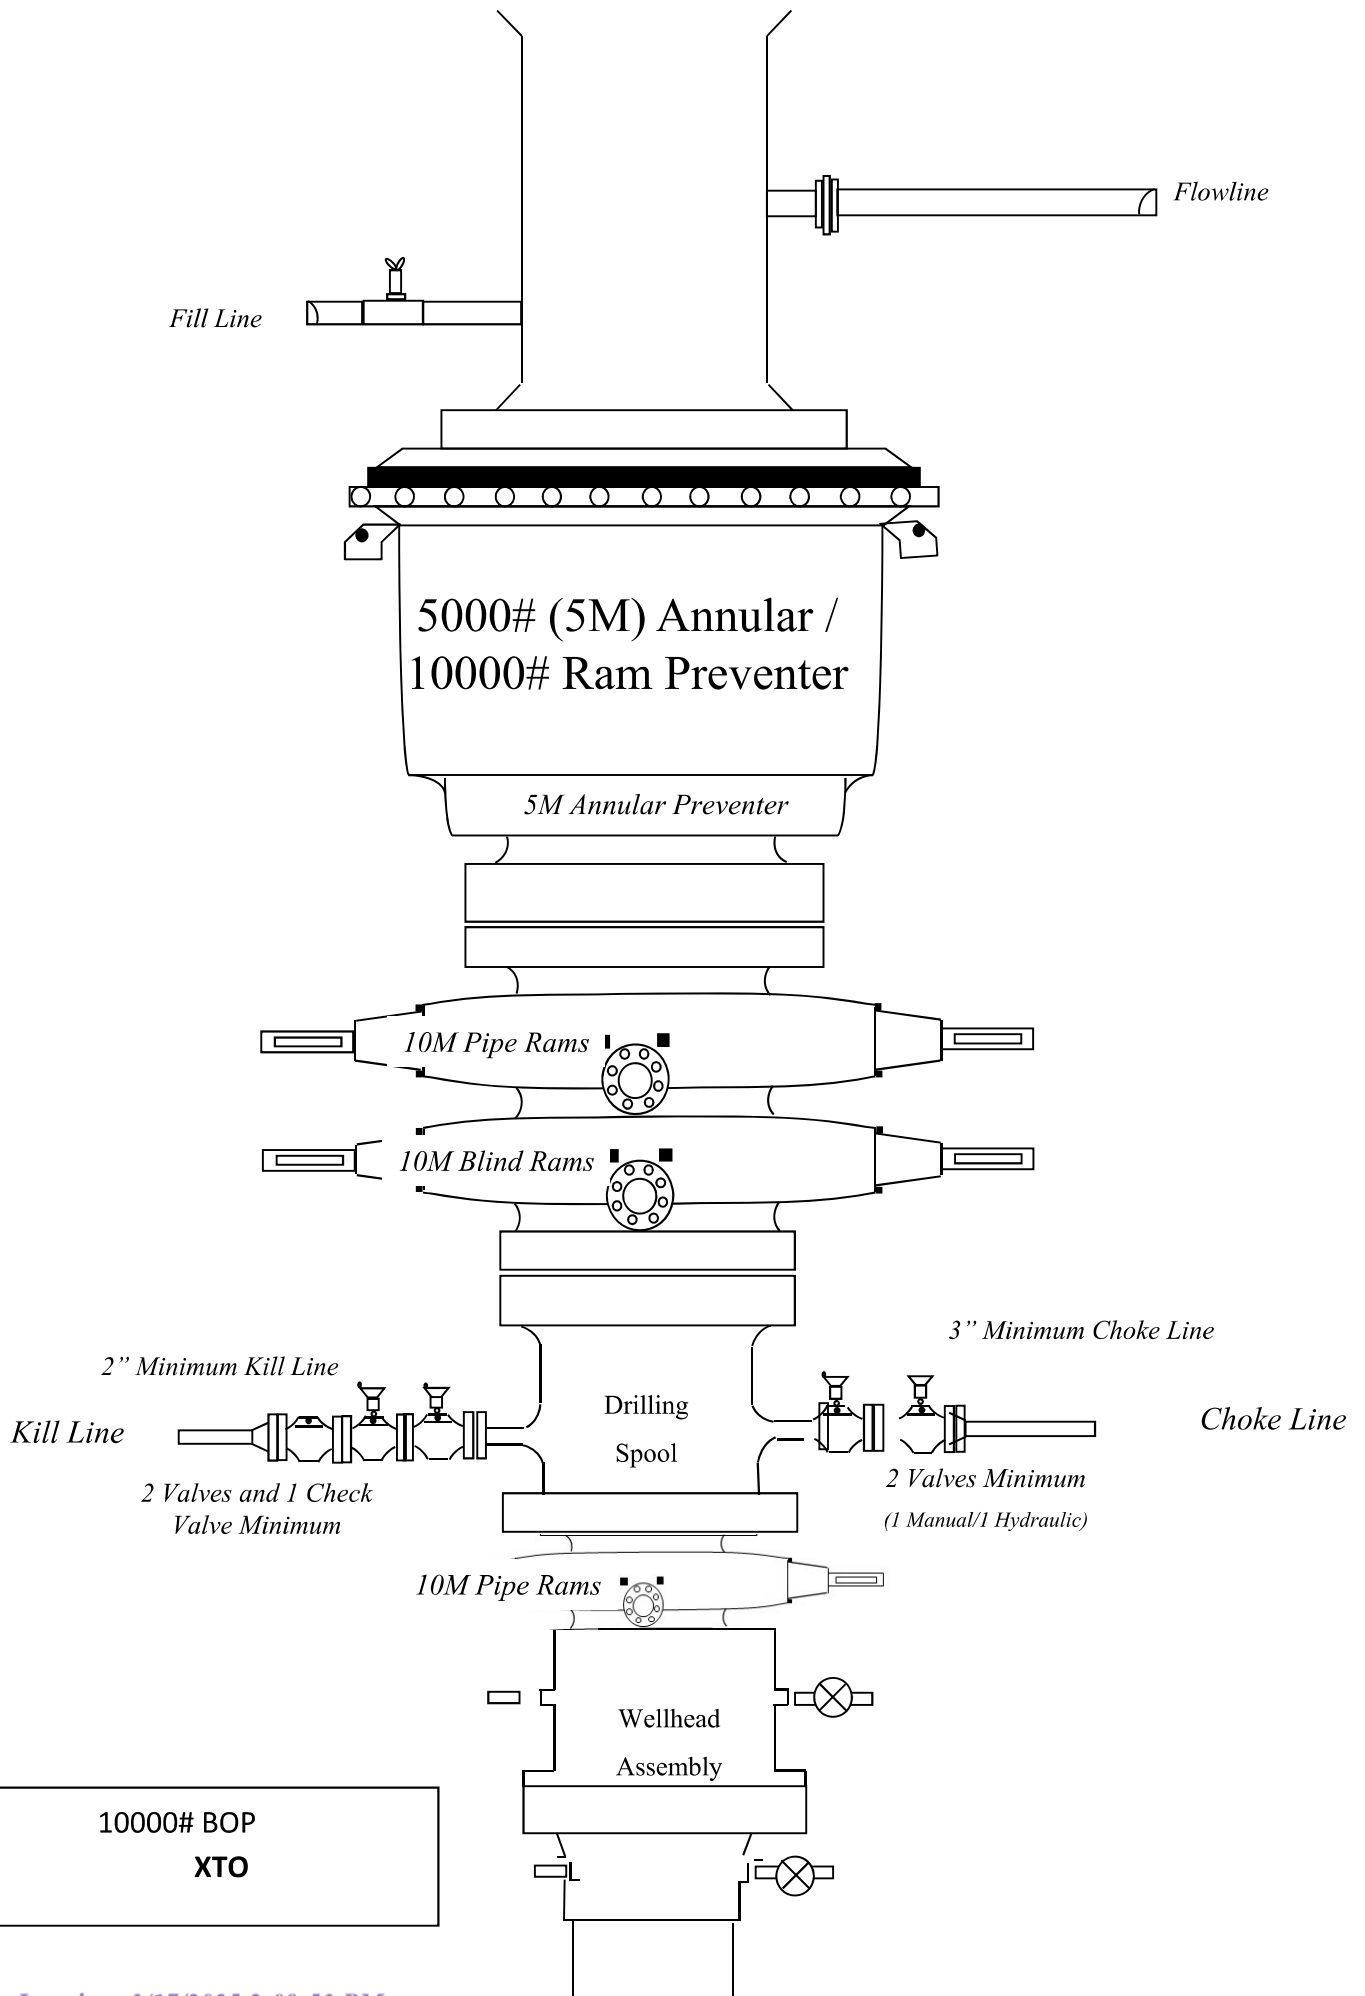 Flowline
Fill Line
5000# (5M) Annular /
10000# Ram Preventer
5M Annular Preventer
10M Pipe Rams
10M Blind Rams
3” Minimum Choke Line
2” Minimum Kill Line
Drilling
Spool
Kill Line
Choke Line
2 Valves and 1 Check
Valve Minimum
2 Valves Minimum
(1 Manual/1 Hydraulic)
10M Pipe Rams
Wellhead
Assembly
10000# BOP
XTO